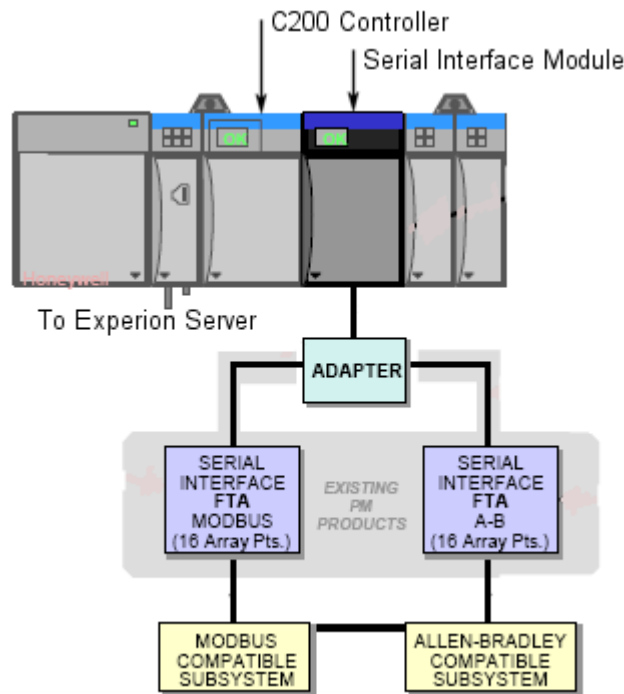 C200 Controller
Serial Interface Module
OK
OK
Honeywell
To Experion Server
ADAPTER
SERIAL
INTERFACE
FTA
MODBUS
(16 Array Pts.)
EXISTING
PM
PRODUCTS
SERIAL
INTERFACE
FTA
A-B
(16 Array Pts.)
MODBUS
COMPATIBLE
SUBSYSTEM
ALLEN-BRADLEY
COMPATIBLE
SUBSYSTEM